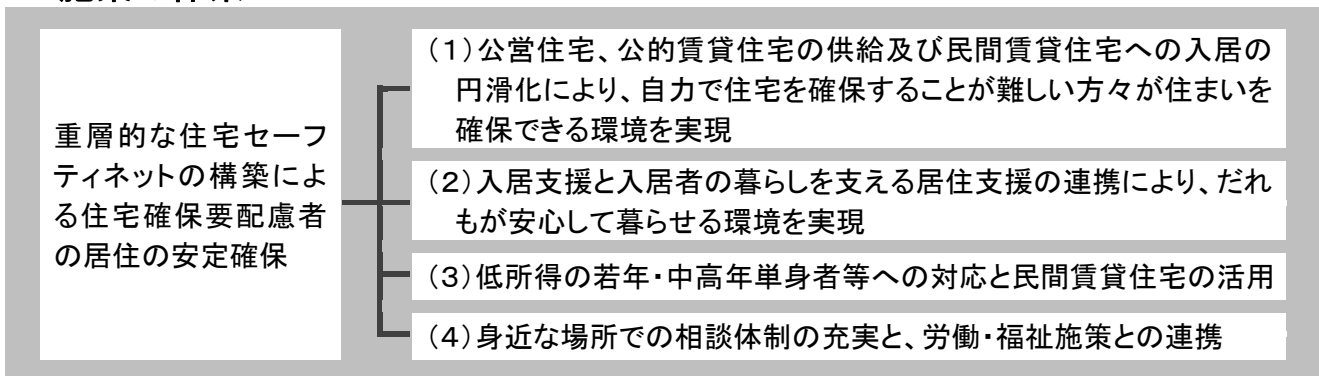 重層的な住宅セーフ
ティネットの構築によ
る住宅確保要配慮者
の居住の安定確保
(1)公営住宅、公的賃貸住宅の供給及び民間賃貸住宅への入居の
円滑化により、自力で住宅を確保することが難しい方々が住まいを
確保できる環境を実現
(2)入居支援と入居者の暮らしを支える居住支援の連携により、だれ
もが安心して暮らせる環境を実現
(3)低所得の若年・中高年単身者等への対応と民間賃貸住宅の活用
(4)身近な場所での相談体制の充実と、労働・福祉施策との連携